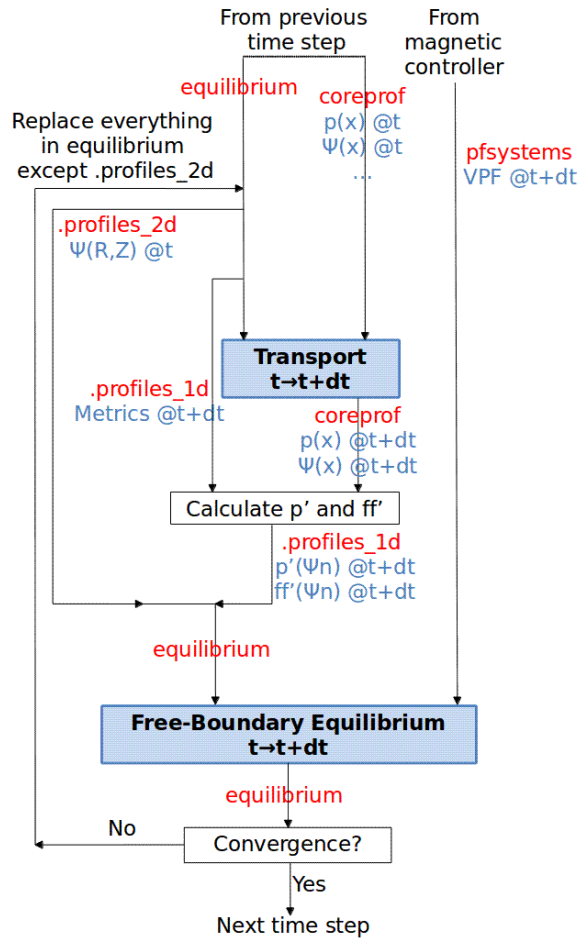 From previous
time step
From
magnetic
controller
equilibrium
coreprof
p(x) @t
Ψ(x) @t
...
Replace everything
in equilibrium
except .profiles_2d
pfsystems
VPF @t+dt
.profiles_2d
Ψ(R,Z) @t
Transport
t→t+dt
.profiles_1d
Metrics @t+dt
coreprof
p(x) @t+dt
Ψ(x) @t+dt
Calculate p’ and ff’
.profiles_1d
p’(Ψn) @t+dt
ff’(Ψn) @t+dt
equilibrium
Free-Boundary Equilibrium
t→t+dt
equilibrium
No
Convergence?
Yes
Next time step